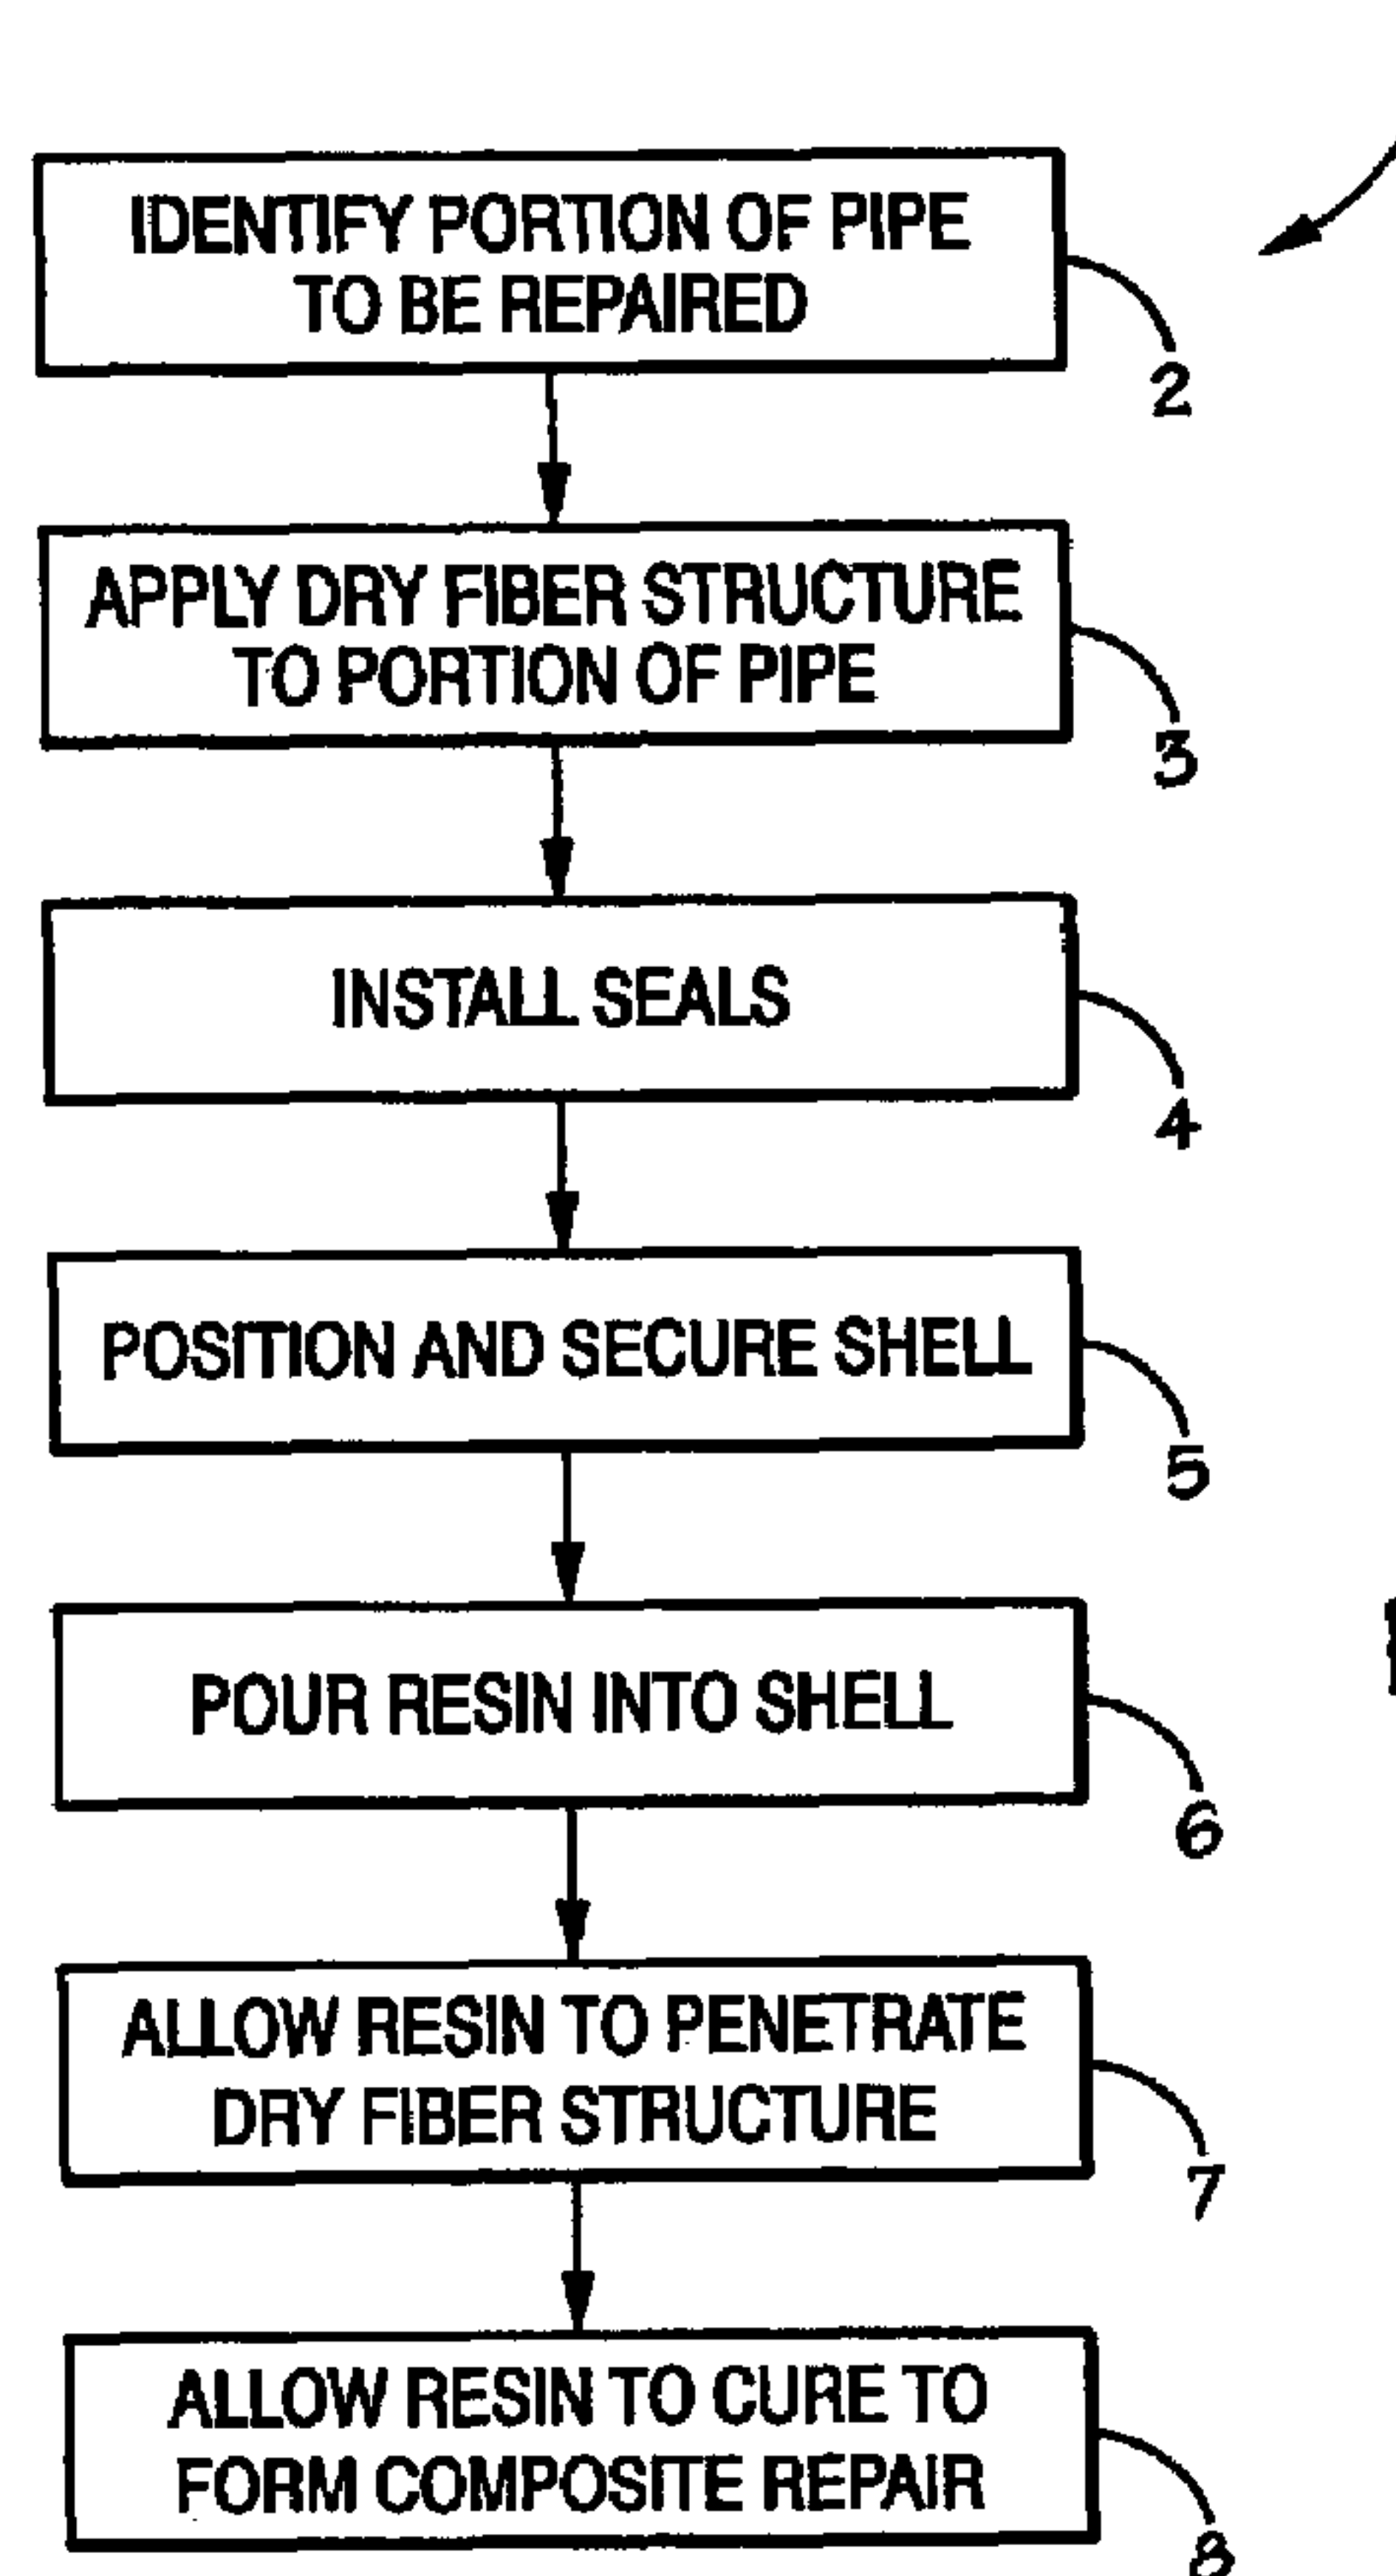 IDENTIFY PORTION OF PIPE
TO BE REPAIRED
2
APPLY DRY FIBER STRUCTURE
TO PORTION OF PIPE
3
INSTALL SEALS
4
POSITION AND SECURE SHELL
5
POUR RESIN INTO SHELL
6
ALLOW RESIN TO PENETRATE
DRY FIBER STRUCTURE
7
ALLOW RESIN TO CURE TO
FORM COMPOSITE REPAIR
8